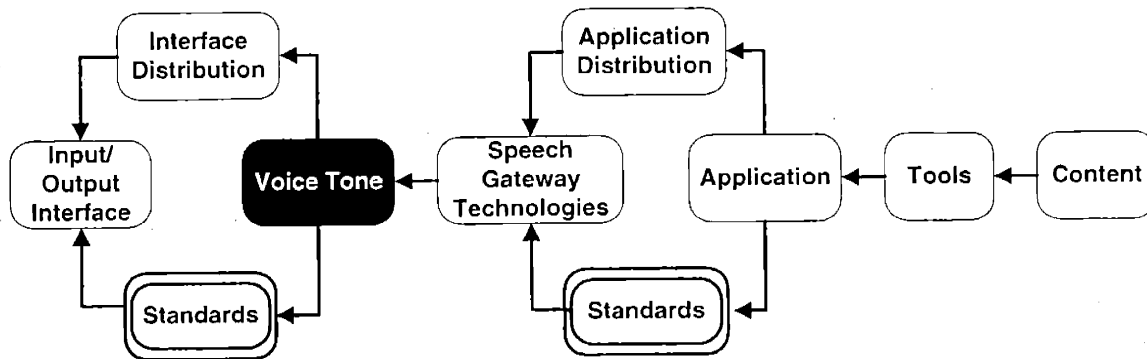 Interface
Distribution
Application
Distribution
Input/
Output
Interface
Voice Tone
Speech
Gateway
Technologies
Application
Tools
Content
Standards
Standards